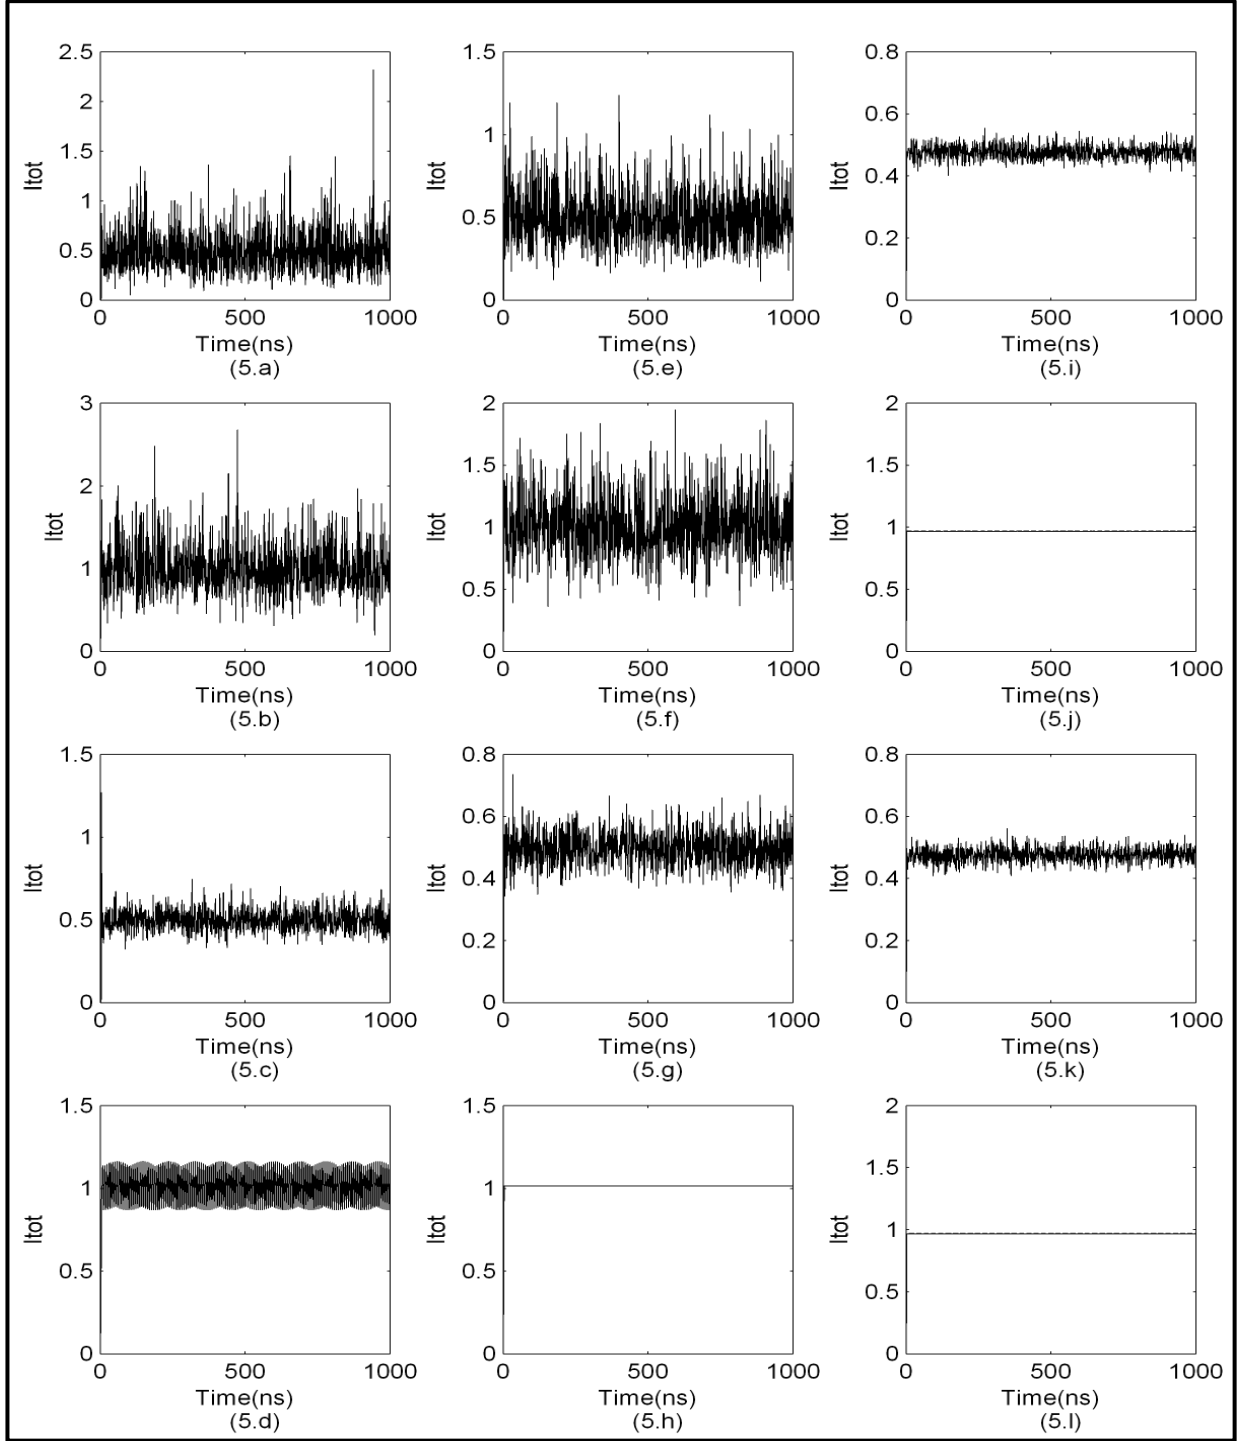 2.5
2
1.5
1
0.5
0
Itot
0 500 1000
Time(ns)
(5.a)
1.5
1
0.5
0
Itot
0 500 1000
Time(ns)
(5.e)
0.8
0.6
0.4
0.2
0
Itot
0 500 1000
Time(ns)
(5.i)
3
2
1
0
Itot
0 500 1000
Time(ns)
(5.b)
2
1.5
1
0.5
0
Itot
0 500 1000
Time(ns)
(5.f)
2
1.5
1
0.5
0
Itot
0 500 1000
Time(ns)
(5.j)
1.5
1
0.5
0
Itot
0 500 1000
Time(ns)
(5.c)
0.8
0.6
0.4
0.2
0
Itot
0 500 1000
Time(ns)
(5.g)
0.8
0.6
0.4
0.2
0
Itot
0 500 1000
Time(ns)
(5.k)
1.5
1
0.5
0
Itot
0 500 1000
Time(ns)
(5.d)
1.5
1
0.5
0
Itot
0 500 1000
Time(ns)
(5.h)
2
1.5
1
0.5
0
Itot
0 500 1000
Time(ns)
(5.l)